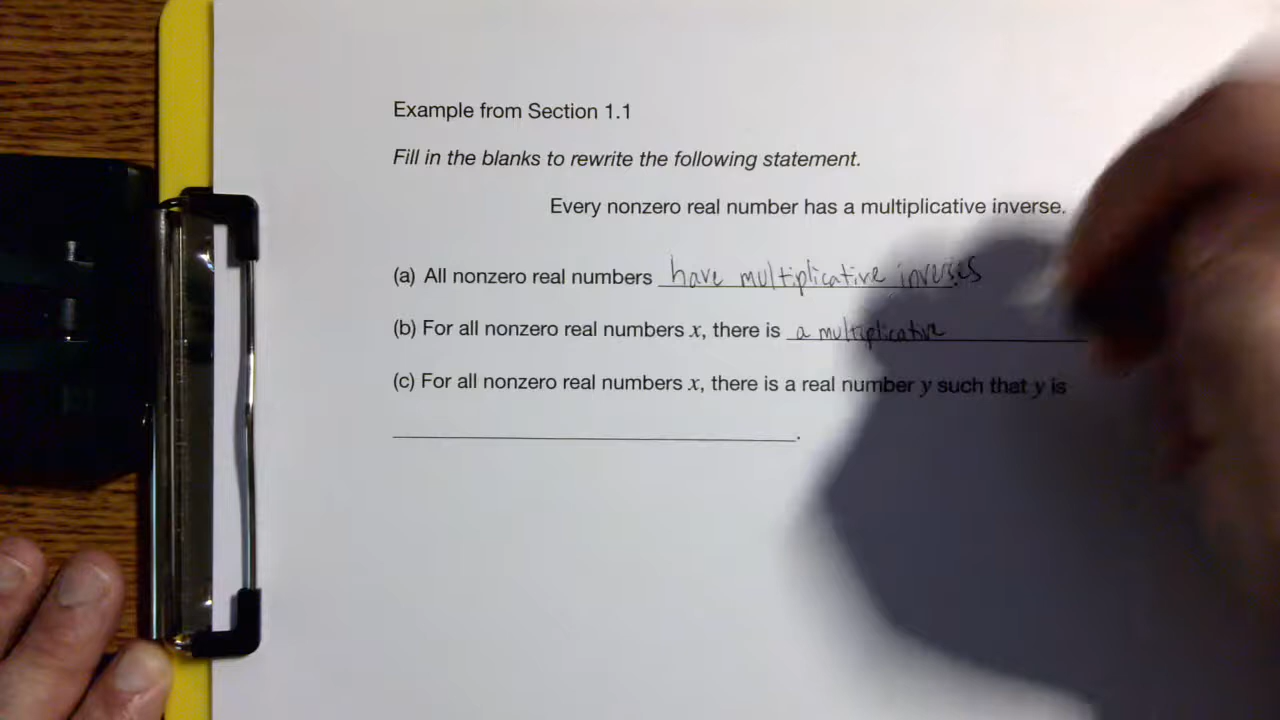 Example from Section 1.1
Fill in the blanks to rewrite the following statement.
Every nonzero real number has a multiplicative inverse.
(a) All nonzero real numbers have multiplicative inverses.
(b) For all nonzero real numbers x, there is a multiplicative
(c) For all nonzero real numbers x, there is a real number y such that y is
.